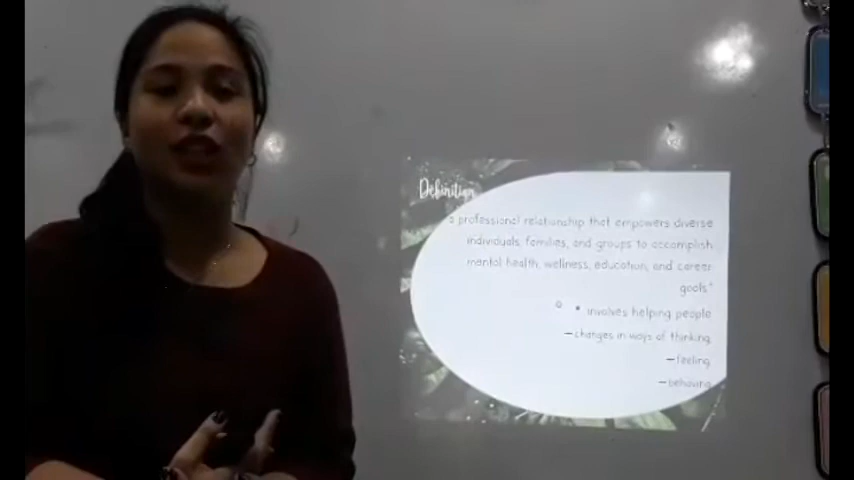 Definition
a professional relationship that empowers diverse
individuals, families, and groups to accomplish
mental health, wellness, education, and career
goals."
• involves helping people
–changes in ways of thinking,
–feeling,
–behaving